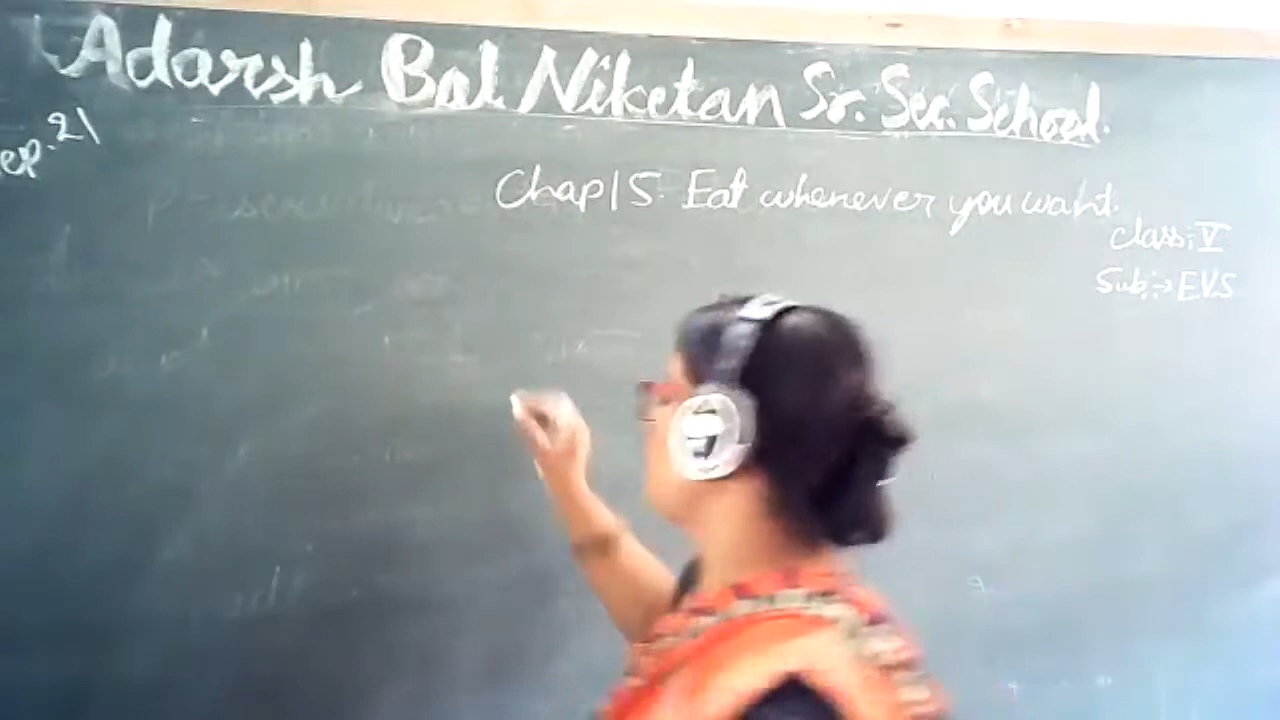 Adarsh Bal Niketan Sr. Sec. School.
ep. 21
Chap 15. Eat whenever you want.
Class:- V
Sub:→ E.V.S